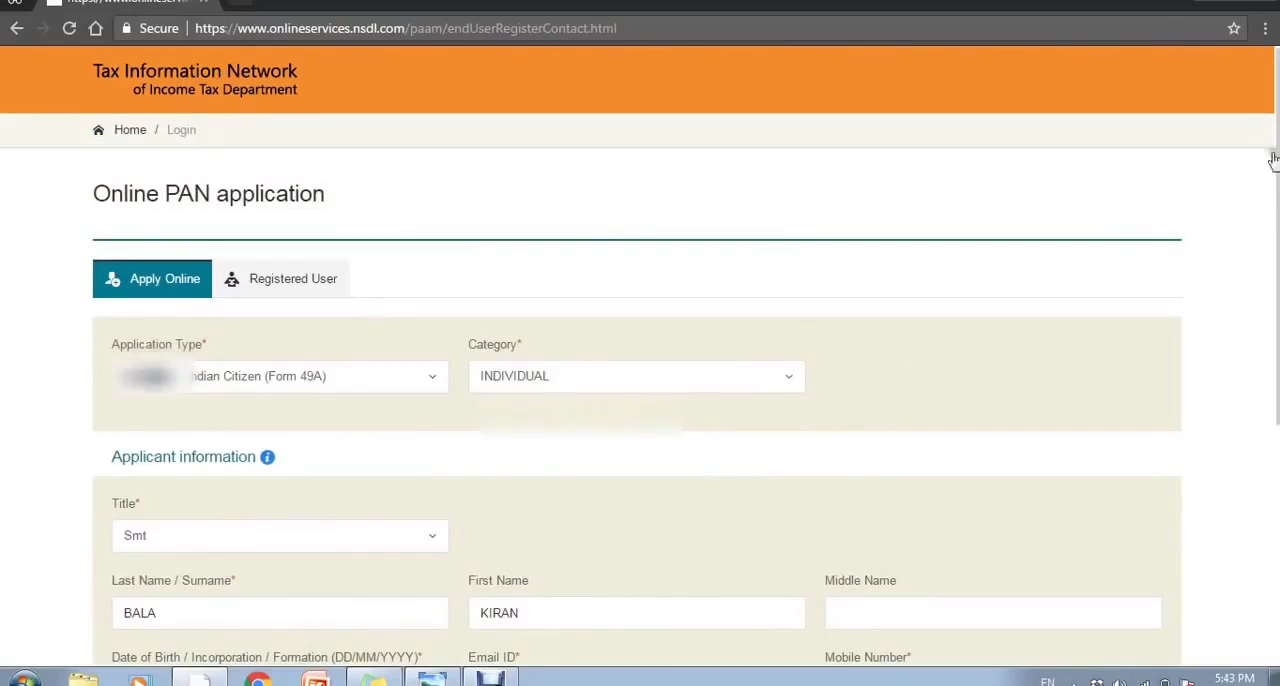 Secure
https://www.onlineservices.nsdl.com/paam/endUserRegisterContact.html
Tax Information Network
of Income Tax Department
Home / Login
Online PAN application
Apply Online
Registered User
Application Type*
Category*
Indian Citizen (Form 49A)
INDIVIDUAL
Applicant information
Title*
Smt
Last Name / Surname*
First Name
Middle Name
BALA
KIRAN
Date of Birth / Incorporation / Formation (DD/MM/YYYY)*
Email ID*
Mobile Number*
EN
5:43 PM